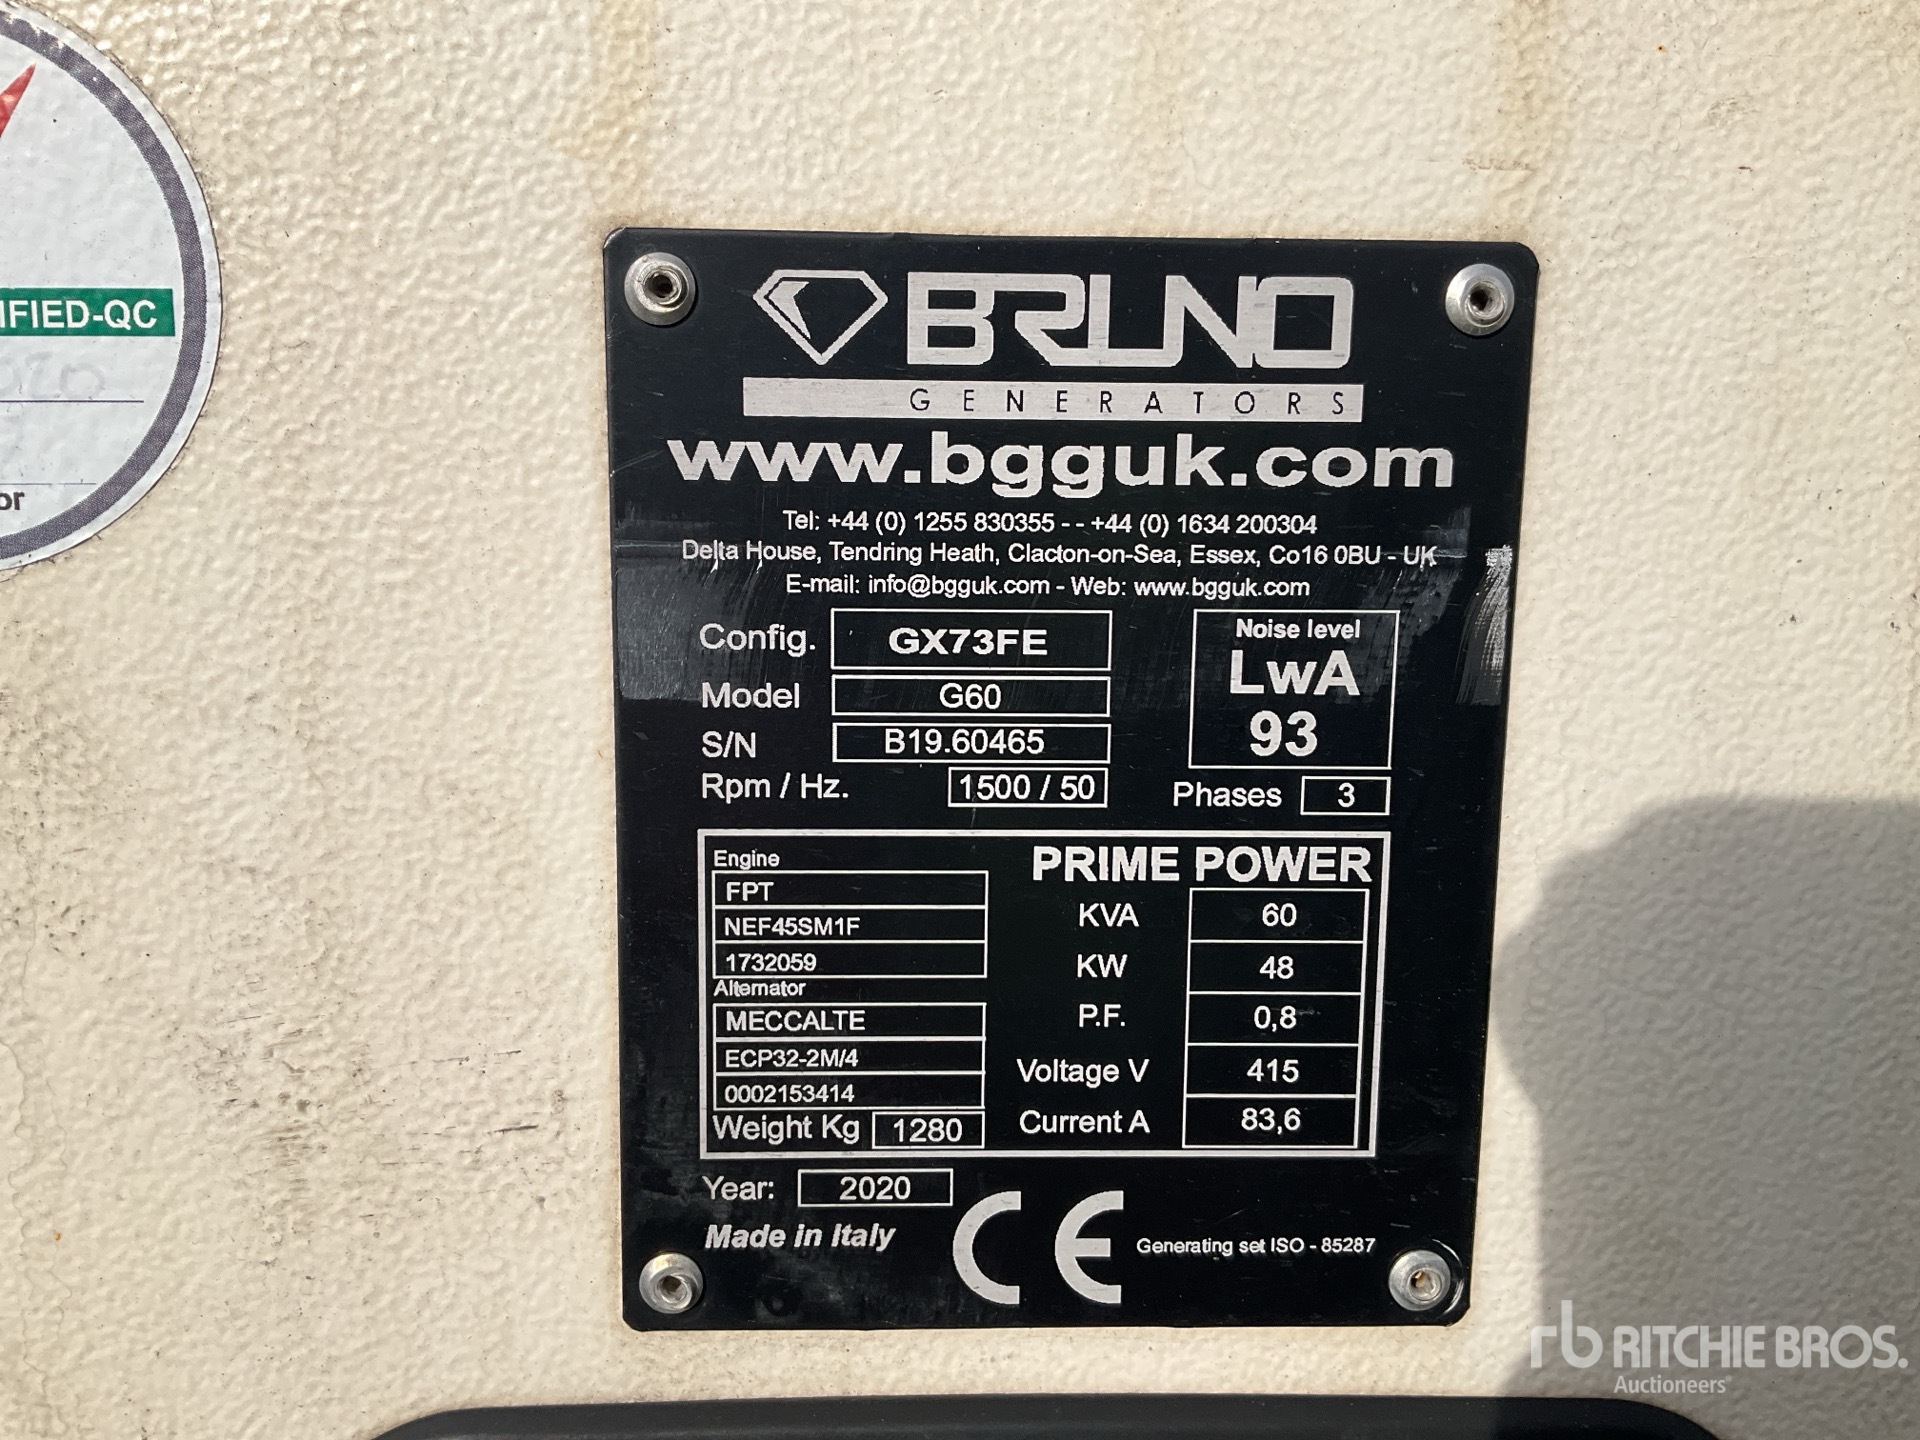 IFIED-QC
or
BRUNO
GENERATORS
www.bgguk.com
Tel: +44 (0) 1255 830355 - - +44 (0) 1634 200304
Delta House, Tendring Heath, Clacton-on-Sea, Essex, Co16 0BU - UK
E-mail: info@bgguk.com - Web: www.bgguk.com
Config. GX73FE
Model G60
S/N B19.60465
Rpm / Hz. 1500 / 50
Noise level
LwA
93
Phases 3
Engine
FPT
NEF45SM1F
1732059
Alternator
MECCALTE
ECP32-2M/4
0002153414
Weight Kg 1280
PRIME POWER
KVA 60
KW 48
P.F. 0,8
Voltage V 415
Current A 83,6
Year: 2020
Made in Italy
CE
Generating set ISO - 85287
rb RITCHIE BROS.
Auctioneers